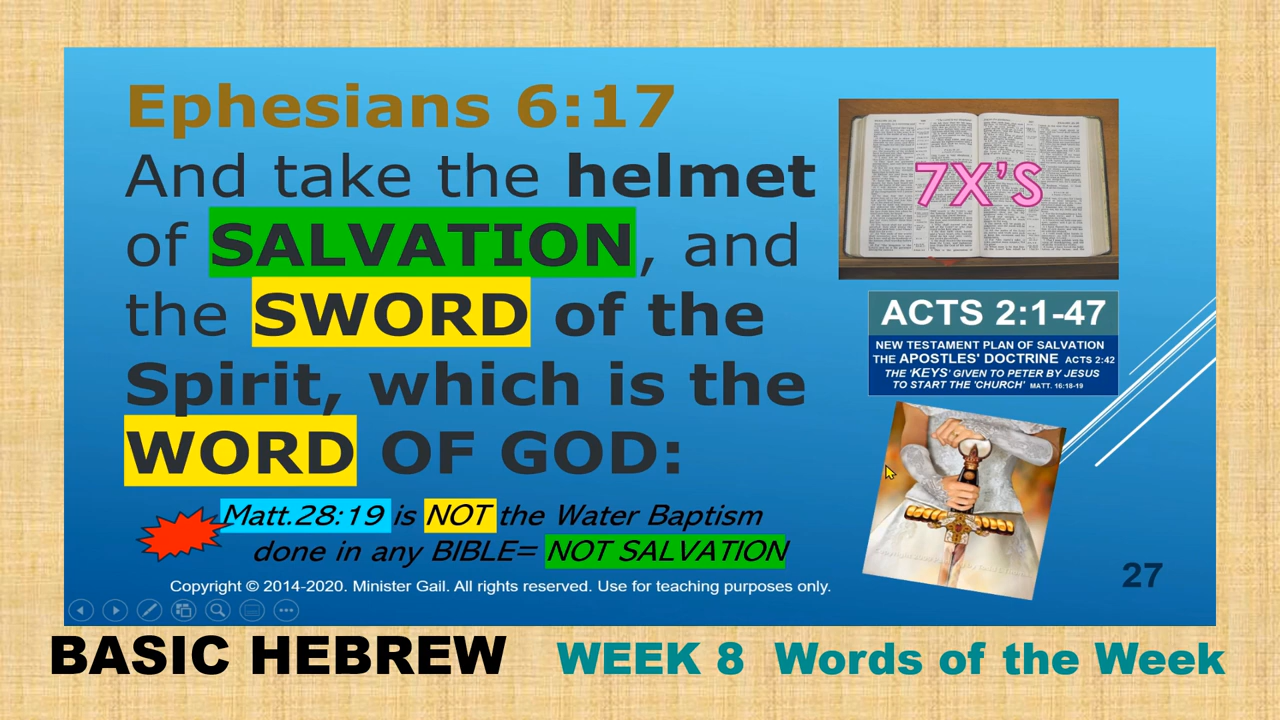 Ephesians 6:17
And take the helmet
of SALVATION, and
the SWORD of the
Spirit, which is the
WORD OF GOD:
Matt.28:19 is NOT the Water Baptism
done in any BIBLE= NOT SALVATION
Copyright © 2014-2020. Minister Gail. All rights reserved. Use for teaching purposes only.
7X'S
ACTS 2:1-47
NEW TESTAMENT PLAN OF SALVATION
THE APOSTLES' DOCTRINE ACTS 2:42
THE 'KEYS' GIVEN TO PETER BY JESUS
TO START THE 'CHURCH' MATT. 16:18-19
27
BASIC HEBREW WEEK 8 Words of the Week